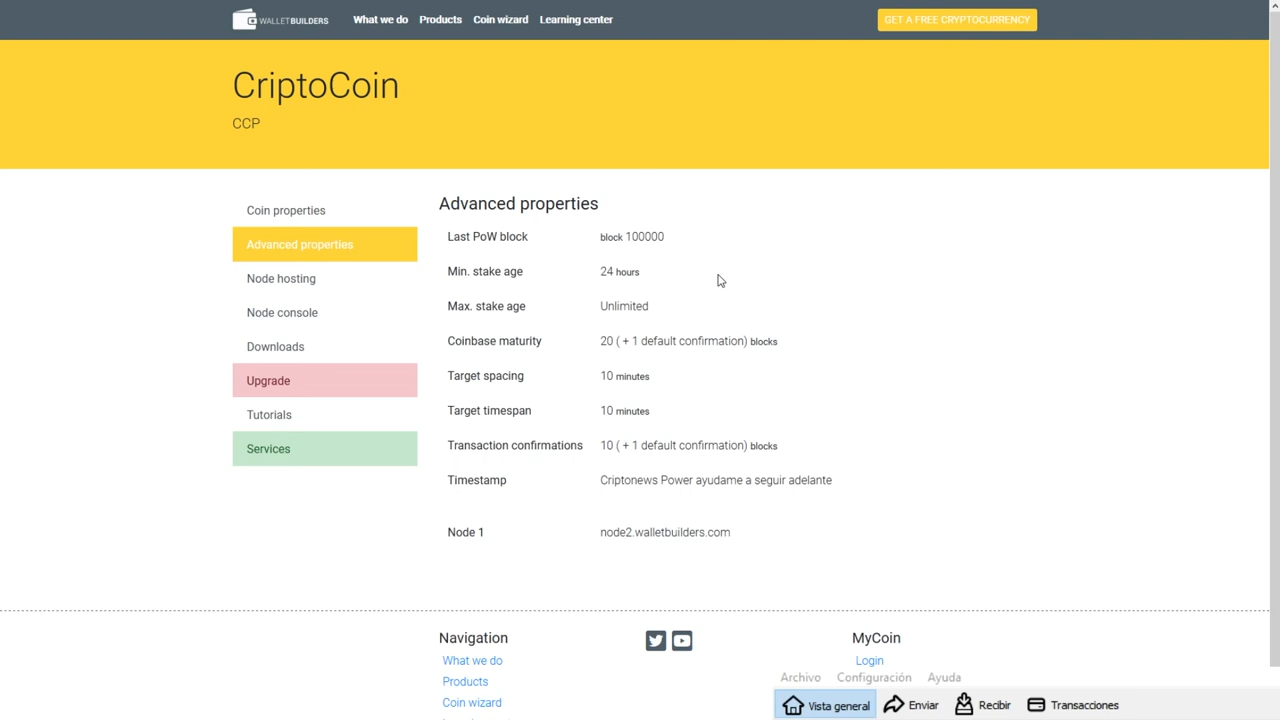 WALLETBUILDERS What we do Products Coin wizard Learning center GET A FREE CRYPTOCURRENCY
CriptoCoin
CCP
Coin properties
Advanced properties
Node hosting
Node console
Downloads
Upgrade
Tutorials
Services
Advanced properties
Last PoW block block 100000
Min. stake age 24 hours
Max. stake age Unlimited
Coinbase maturity 20 ( + 1 default confirmation) blocks
Target spacing 10 minutes
Target timespan 10 minutes
Transaction confirmations 10 ( + 1 default confirmation) blocks
Timestamp Criptonews Power ayudame a seguir adelante
Node 1 node2.walletbuilders.com
Navigation
What we do
Products
Coin wizard
MyCoin
Login
Archivo Configuración Ayuda
Vista general Enviar Recibir Transacciones